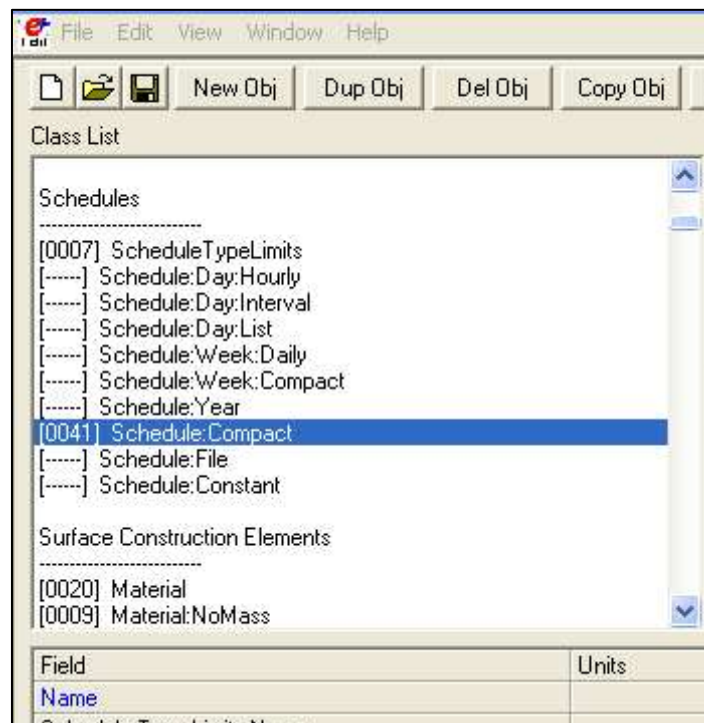 File Edit View Window Help
New Obj Dup Obj Del Obj Copy Obj
Class List
Schedules
--------------------------
[0007] ScheduleTypeLimits
[------] Schedule:Day:Hourly
[------] Schedule:Day:Interval
[------] Schedule:Day:List
[------] Schedule:Week:Daily
[------] Schedule:Week:Compact
[------] Schedule:Year
[0041] Schedule:Compact
[------] Schedule:File
[------] Schedule:Constant
Surface Construction Elements
--------------------------
[0020] Material
[0009] Material:NoMass
Field Units
Name